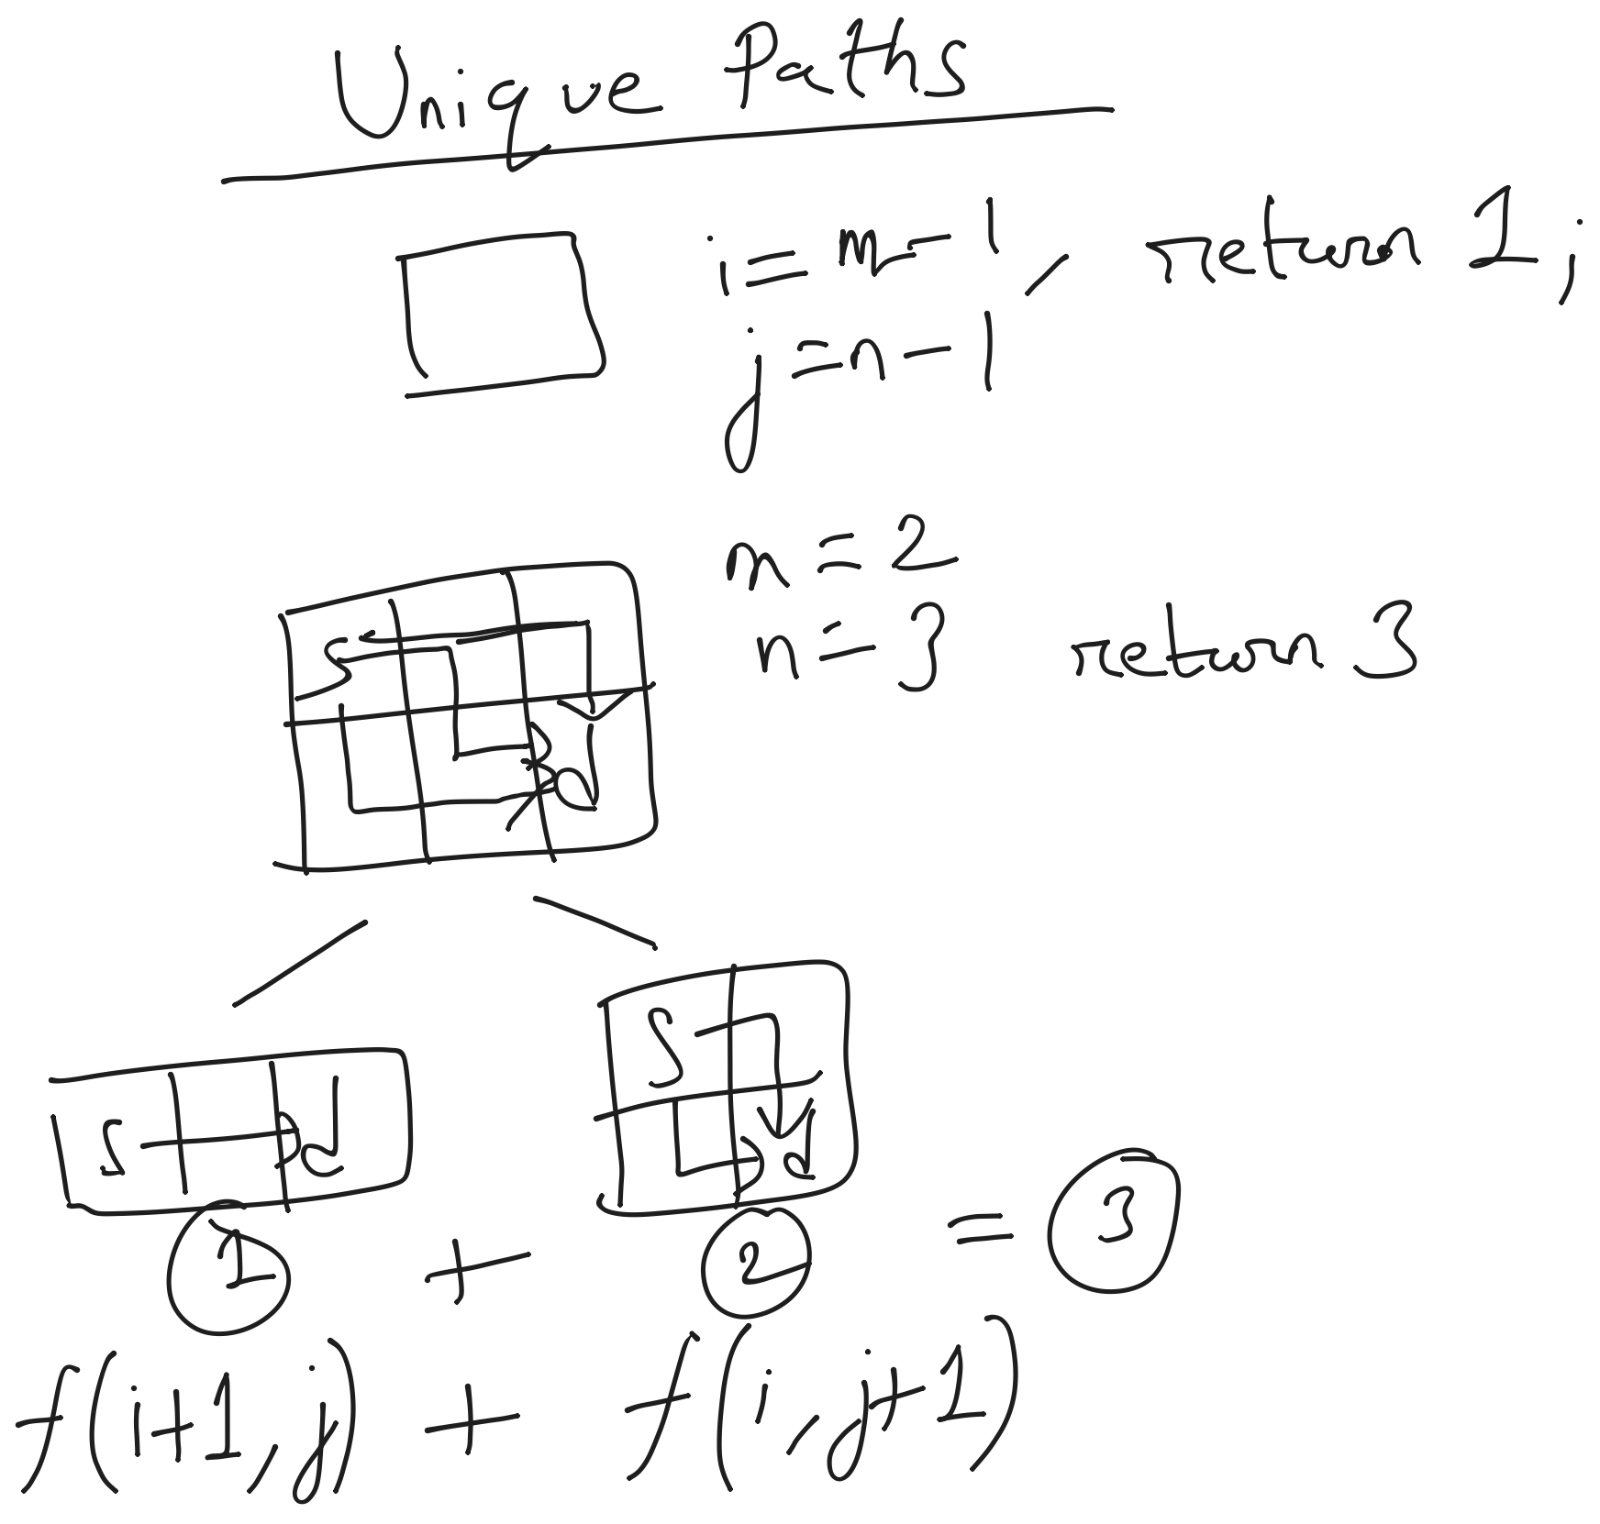 Unique Paths
i = m - 1, return 1;
j = n - 1
m = 2
n = 3 return 3
S
d
S d
S
d
1 + 2 = 3
f(i+1, j) + f(i, j+1)